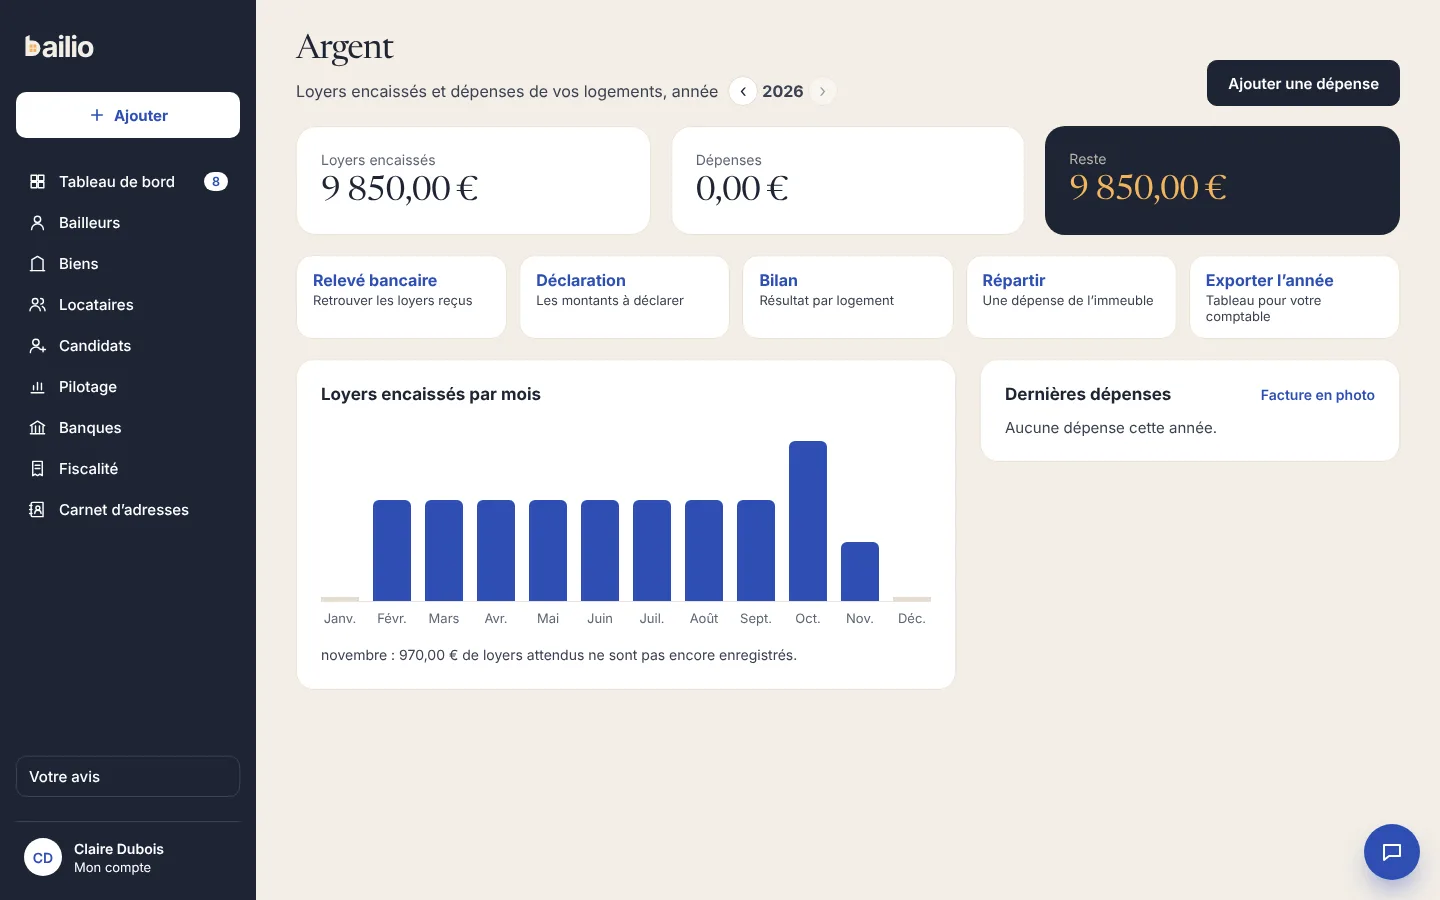 bailio
Ajouter
Tableau de bord 8
Bailleurs
Biens
Locataires
Candidats
Pilotage
Banques
Fiscalité
Carnet d’adresses
Votre avis
CD
Claire Dubois
Mon compte
Argent
Loyers encaissés et dépenses de vos logements, année 2026
Ajouter une dépense
Loyers encaissés
9 850,00 €
Dépenses
0,00 €
Reste
9 850,00 €
Relevé bancaire
Retrouver les loyers reçus
Déclaration
Les montants à déclarer
Bilan
Résultat par logement
Répartir
Une dépense de l’immeuble
Exporter l’année
Tableau pour votre
comptable
Loyers encaissés par mois
Janv. Févr. Mars Avr. Mai Juin Juil. Août Sept. Oct. Nov. Déc.
novembre : 970,00 € de loyers attendus ne sont pas encore enregistrés.
Dernières dépenses
Facture en photo
Aucune dépense cette année.